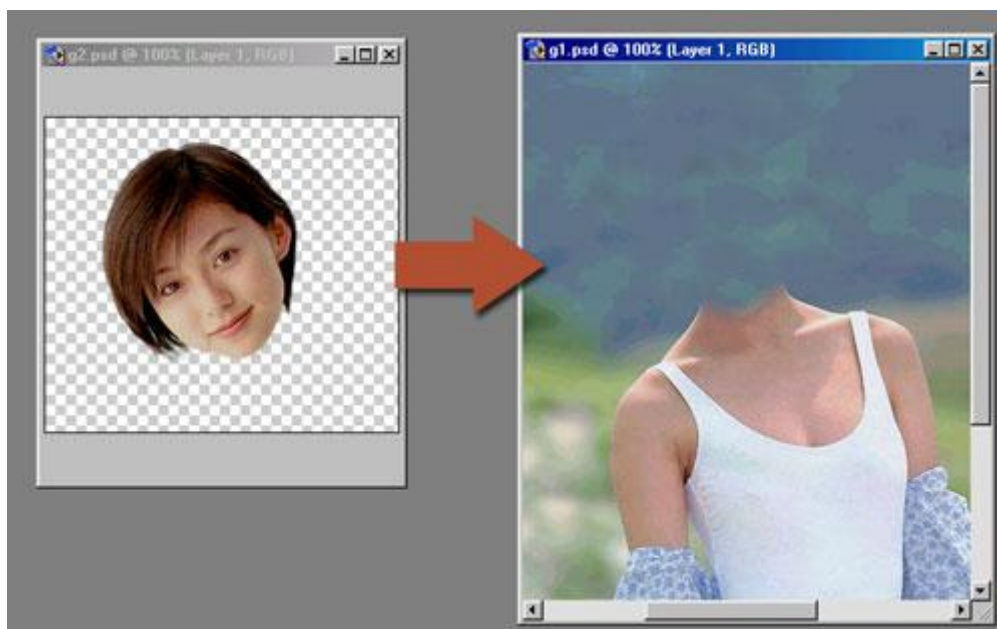 g2.psd @ 100% (Layer 1, RGB)
g1.psd @ 100% (Layer 1, RGB)